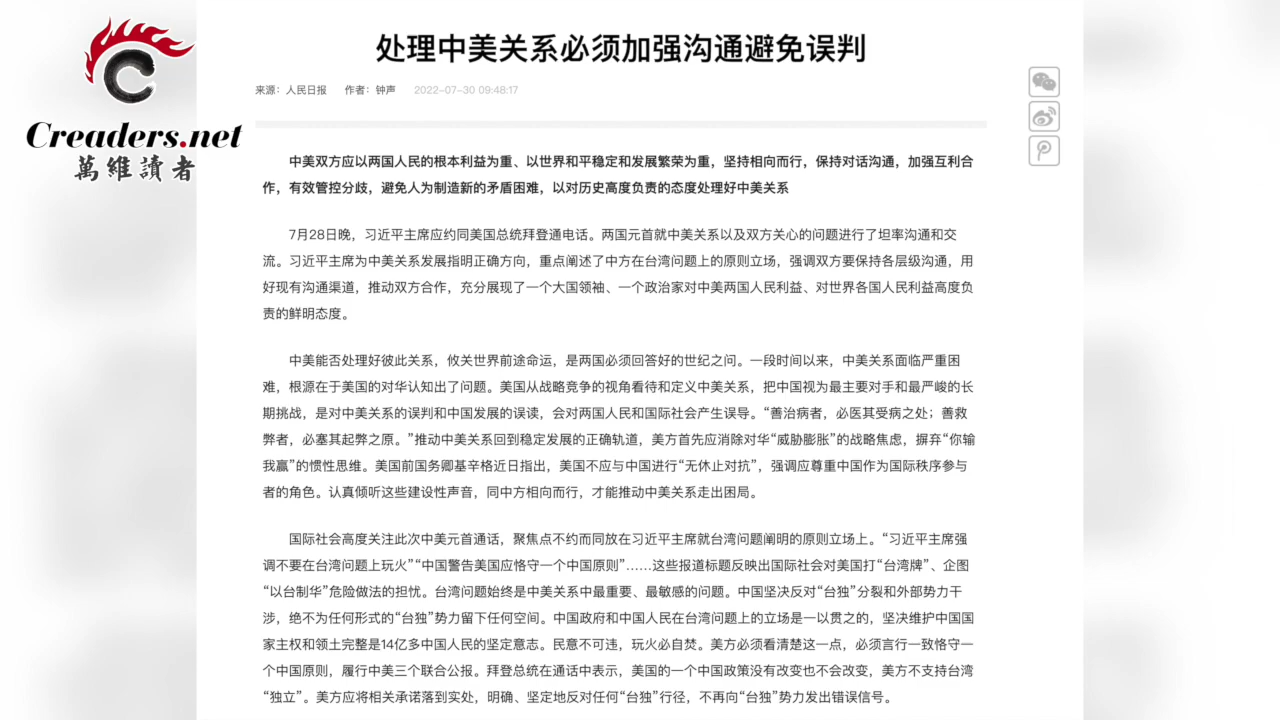 处理中美关系必须加强沟通避免误判
来源：人民日报 作者：钟声 2022-07-30 09:48:17
Creaders.net
萬維讀者
中美双方应以两国人民的根本利益为重、以世界和平稳定和发展繁荣为重，坚持相向而行，保持对话沟通，加强互利合
作，有效管控分歧，避免人为制造新的矛盾困难，以对历史高度负责的态度处理好中美关系
7月28日晚，习近平主席应约同美国总统拜登通电话。两国元首就中美关系以及双方关心的问题进行了坦率沟通和交
流。习近平主席为中美关系发展指明正确方向，重点阐述了中方在台湾问题上的原则立场，强调双方要保持各层级沟通，用
好现有沟通渠道，推动双方合作，充分展现了一个大国领袖、一个政治家对中美两国人民利益、对世界各国人民利益高度负
责的鲜明态度。
中美能否处理好彼此关系，攸关世界前途命运，是两国必须回答好的世纪之问。一段时间以来，中美关系面临严重困
难，根源在于美国的对华认知出了问题。美国从战略竞争的视角看待和定义中美关系，把中国视为最主要对手和最严峻的长
期挑战，是对中美关系的误判和中国发展的误读，会对两国人民和国际社会产生误导。“善治病者，必医其受病之处；善救
弊者，必塞其起弊之原。”推动中美关系回到稳定发展的正确轨道，美方首先应消除对华“威胁膨胀”的战略焦虑，摒弃“你输
我赢”的惯性思维。美国前国务卿基辛格近日指出，美国不应与中国进行“无休止对抗”，强调应尊重中国作为国际秩序参与
者的角色。认真倾听这些建设性声音，同中方相向而行，才能推动中美关系走出困局。
国际社会高度关注此次中美元首通话，聚焦点不约而同放在习近平主席就台湾问题阐明的原则立场上。“习近平主席强
调不要在台湾问题上玩火”“中国警告美国应恪守一个中国原则”……这些报道标题反映出国际社会对美国打“台湾牌”、企图
“以台制华”危险做法的担忧。台湾问题始终是中美关系中最重要、最敏感的问题。中国坚决反对“台独”分裂和外部势力干
涉，绝不为任何形式的“台独”势力留下任何空间。中国政府和中国人民在台湾问题上的立场是一以贯之的，坚决维护中国国
家主权和领土完整是14亿多中国人民的坚定意志。民意不可违，玩火必自焚。美方必须看清楚这一点，必须言行一致恪守一
个中国原则，履行中美三个联合公报。拜登总统在通话中表示，美国的一个中国政策没有改变也不会改变，美方不支持台湾
“独立”。美方应将相关承诺落到实处，明确、坚定地反对任何“台独”行径，不再向“台独”势力发出错误信号。